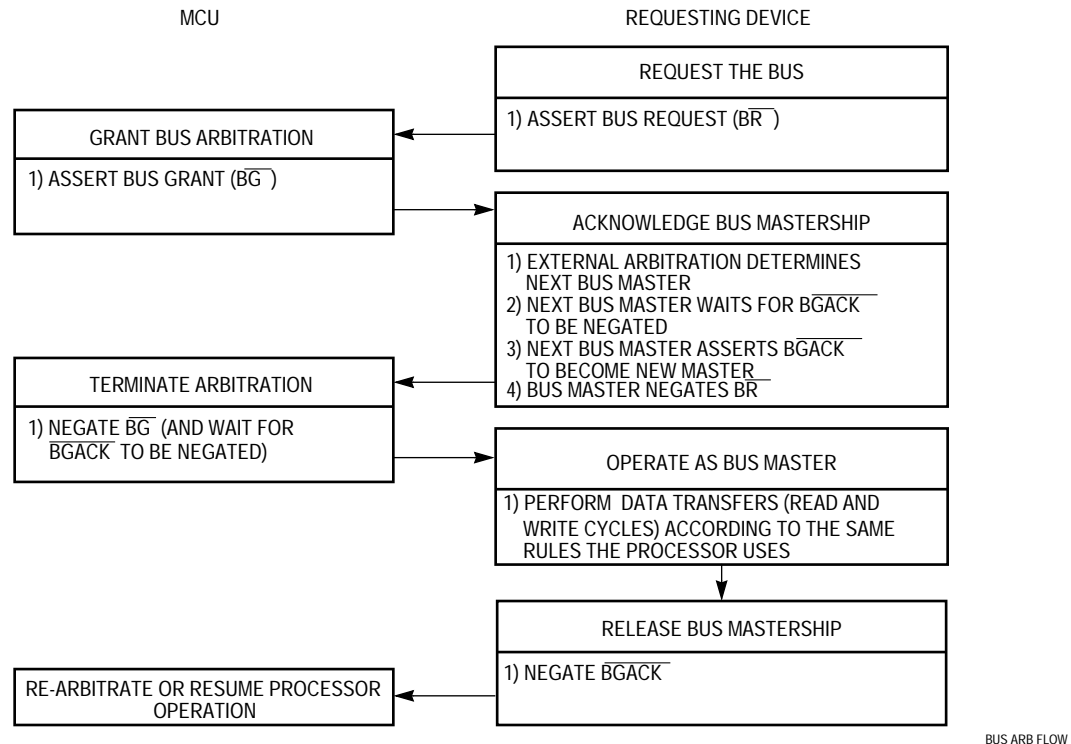 MCU
REQUESTING DEVICE
REQUEST THE BUS
1) ASSERT BUS REQUEST (BR )
GRANT BUS ARBITRATION
1) ASSERT BUS GRANT (BG )
ACKNOWLEDGE BUS MASTERSHIP
1) EXTERNAL ARBITRATION DETERMINES
NEXT BUS MASTER
2) NEXT BUS MASTER WAITS FOR BGACK
TO BE NEGATED
3) NEXT BUS MASTER ASSERTS BGACK
TO BECOME NEW MASTER
4) BUS MASTER NEGATES BR
TERMINATE ARBITRATION
1) NEGATE BG (AND WAIT FOR
BGACK TO BE NEGATED)
OPERATE AS BUS MASTER
1) PERFORM DATA TRANSFERS (READ AND
WRITE CYCLES) ACCORDING TO THE SAME
RULES THE PROCESSOR USES
RELEASE BUS MASTERSHIP
1) NEGATE BGACK
RE-ARBITRATE OR RESUME PROCESSOR
OPERATION
BUS ARB FLOW